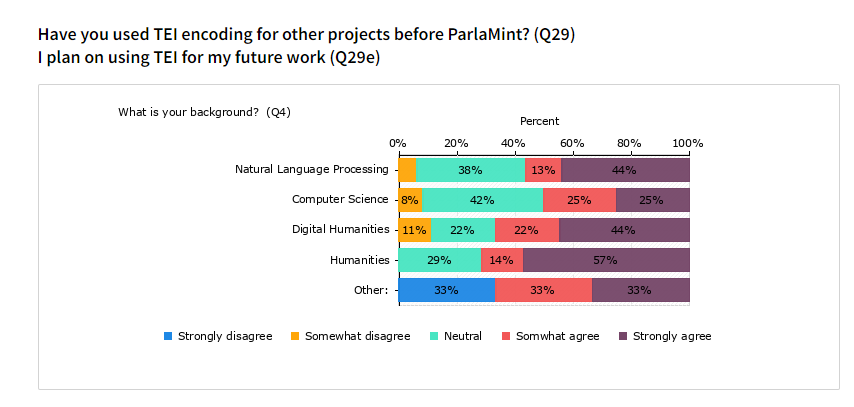 Have you used TEI encoding for other projects before ParlaMint? (Q29)
I plan on using TEI for my future work (Q29e)
What is your background? (Q4)
Percent
0% 20% 40% 60% 80% 100%
Natural Language Processing 38% 13% 44%
Computer Science 8% 42% 25% 25%
Digital Humanities 11% 22% 22% 44%
Humanities 29% 14% 57%
Other: 33% 33% 33%
Strongly disagree Somewhat disagree Neutral Somwhat agree Strongly agree